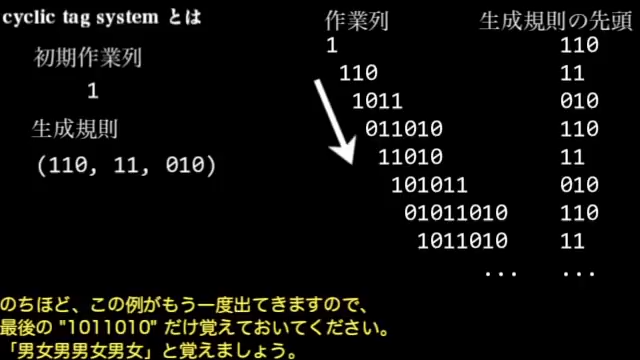 cyclic tag system とは
初期作業列
1
生成規則
(110, 11, 010)
作業列 生成規則の先頭
1 110
110 11
1011 010
011010 110
11010 11
101011 010
01011010 110
1011010 11
... ...
のちほど、この例がもう一度出てきますので、
最後の "1011010" だけ覚えておいてください。
「男女男男女男女」と覚えましょう。